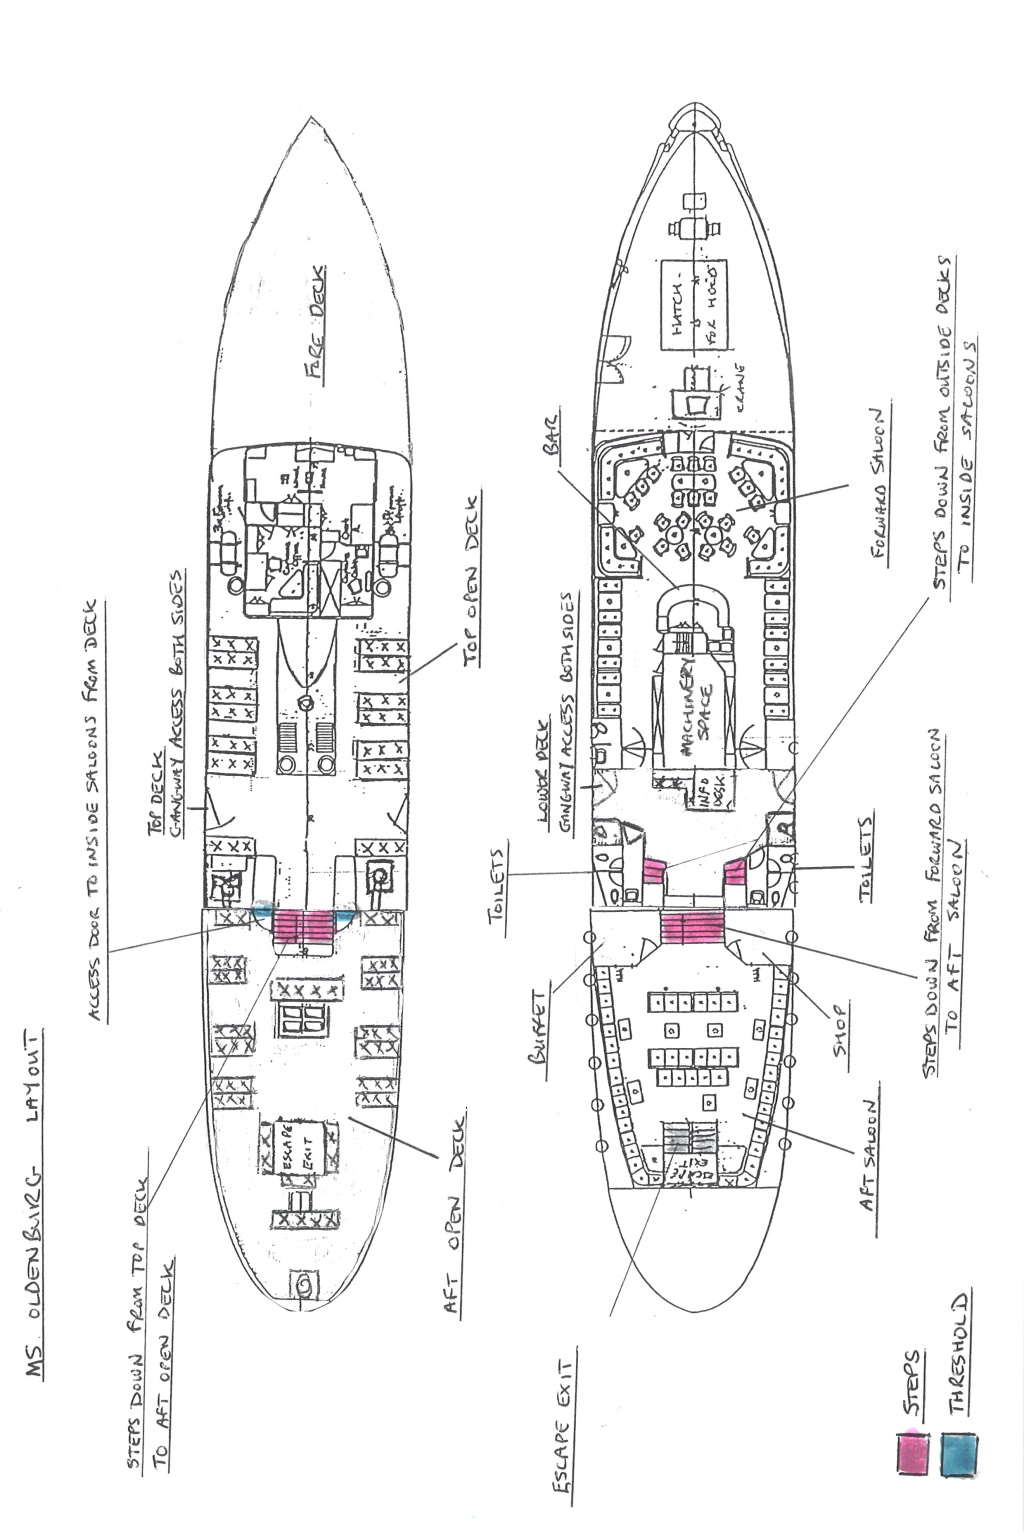 MS. OLDENBURG LAYOUT
ACCESS DOOR TO INSIDE SALOONS FROM DECK
STEPS DOWN FROM TOP DECK
TO AFT OPEN DECK
TOP DECK
GANGWAY ACCESS BOTH SIDES
FORE DECK
ESCAPE
EXIT
TOP OPEN DECK
AFT OPEN DECK
TOILETS
LOWER DECK
GANGWAY ACCESS BOTH SIDES
BAR
BUFFET
ESCAPE EXIT
HATCH-
FOR HOLD
CRANE
MACHINERY
SPACE
INFO
DESK
ESCAPE
EXIT
SHOP
TOILETS
AFT SALOON
FORWARD SALOON
STEPS DOWN FROM OUTSIDE DECKS
TO INSIDE SALOONS
STEPS DOWN FROM FORWARD SALOON
TO AFT SALOON
STEPS
THRESHOLD